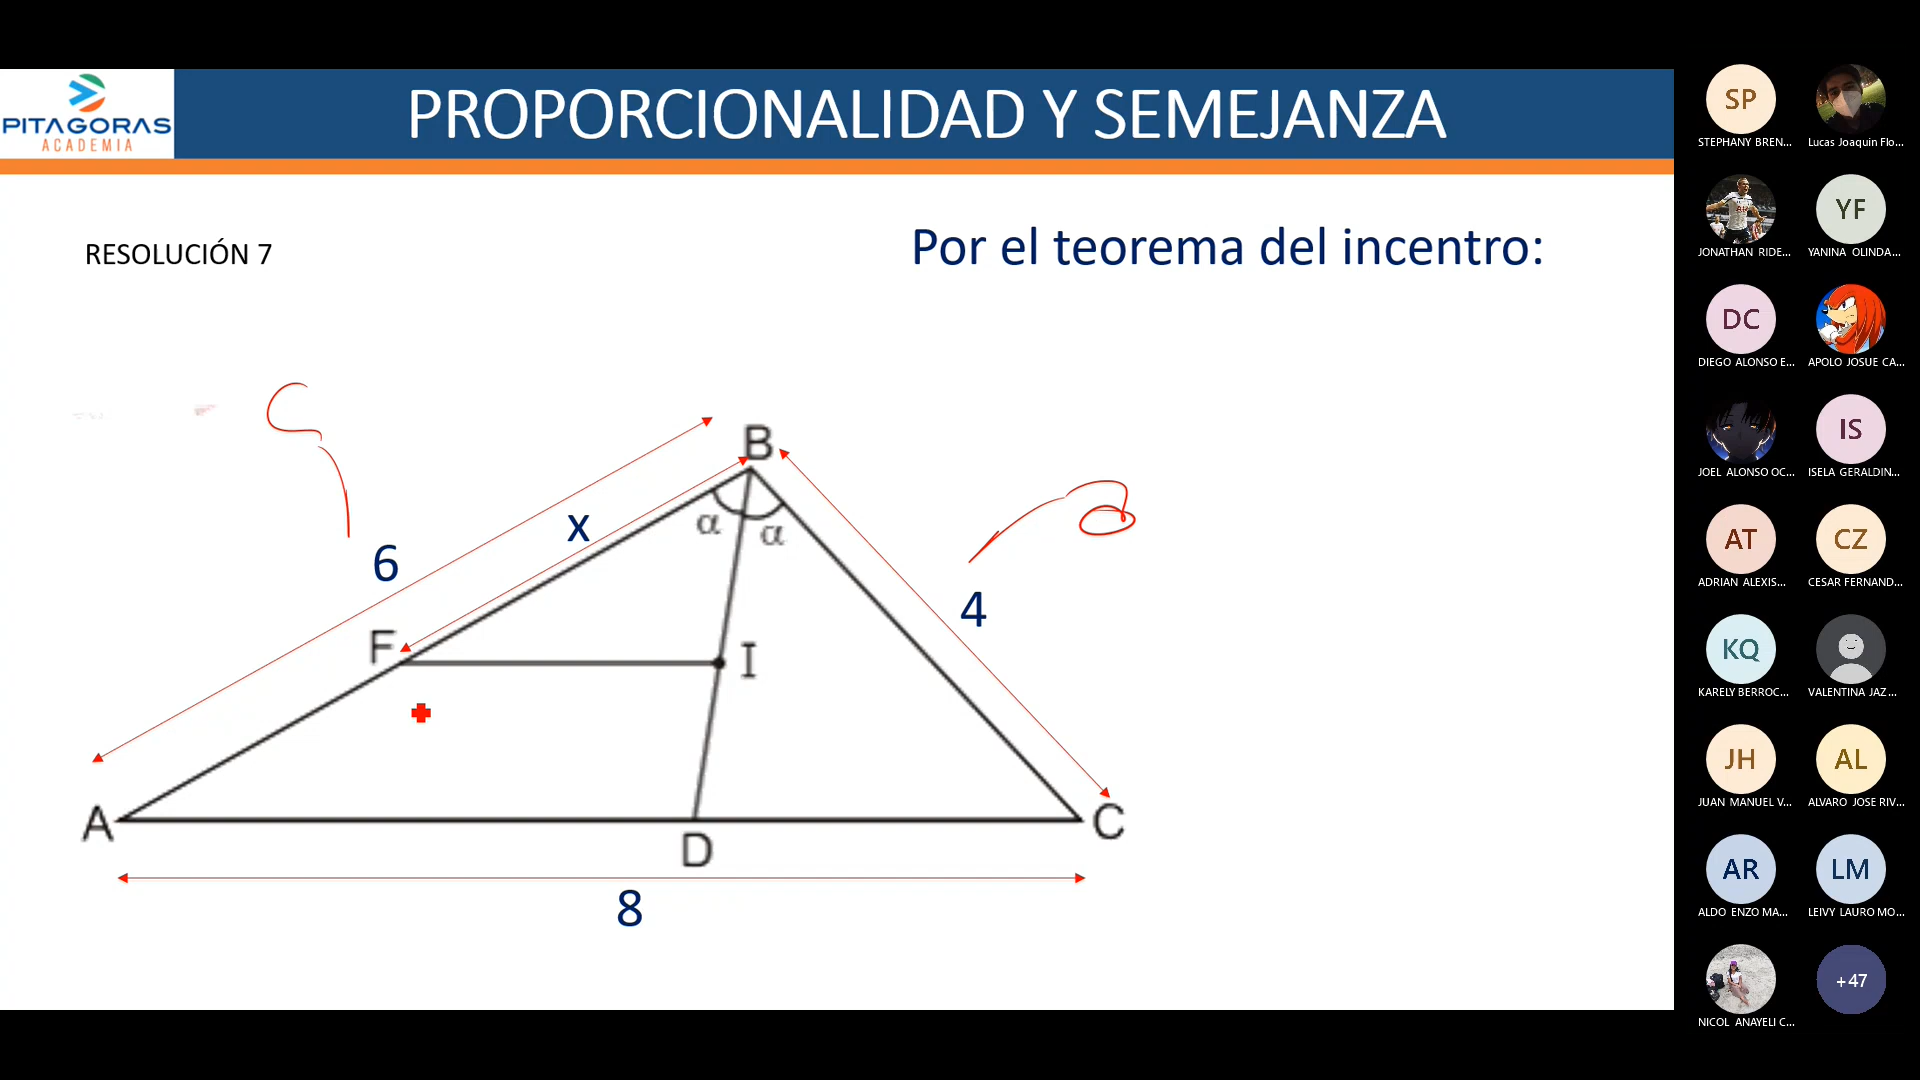 PITAGORAS
ACADEMIA
PROPORCIONALIDAD Y SEMEJANZA
RESOLUCIÓN 7
Por el teorema del incentro:
B
x
α
α
6
4
F
I
A
D
C
8
c
a
SP
STEPHANY BREN...
Lucas Joaquin Flo...
JONATHAN RIDE...
YF
YANINA OLINDA...
DC
DIEGO ALONSO E...
APOLO JOSUE CA...
JOEL ALONSO OC...
IS
ISELA GERALDIN...
AT
ADRIAN ALEXIS...
CZ
CESAR FERNAND...
KQ
KARELY BERROC...
VALENTINA JAZ...
JH
JUAN MANUEL V...
AL
ALVARO JOSE RIV...
AR
ALDO ENZO MA...
LM
LEIVY LAURO MO...
NICOL ANAYELI C...
+47